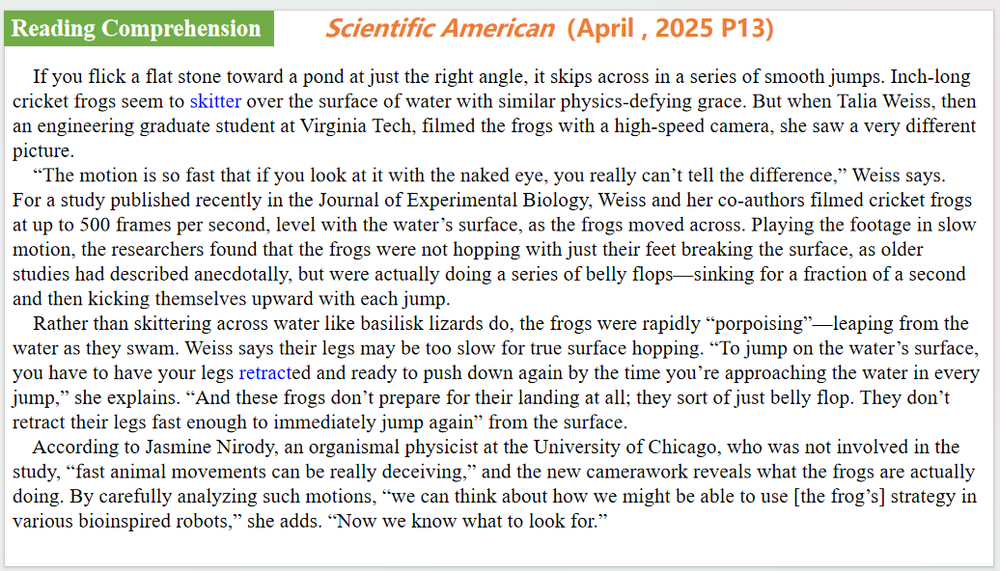 Reading Comprehension
Scientific American (April , 2025 P13)
If you flick a flat stone toward a pond at just the right angle, it skips across in a series of smooth jumps. Inch-long
cricket frogs seem to skitter over the surface of water with similar physics-defying grace. But when Talia Weiss, then
an engineering graduate student at Virginia Tech, filmed the frogs with a high-speed camera, she saw a very different
picture.
“The motion is so fast that if you look at it with the naked eye, you really can’t tell the difference,” Weiss says.
For a study published recently in the Journal of Experimental Biology, Weiss and her co-authors filmed cricket frogs
at up to 500 frames per second, level with the water’s surface, as the frogs moved across. Playing the footage in slow
motion, the researchers found that the frogs were not hopping with just their feet breaking the surface, as older
studies had described anecdotally, but were actually doing a series of belly flops—sinking for a fraction of a second
and then kicking themselves upward with each jump.
Rather than skittering across water like basilisk lizards do, the frogs were rapidly “porpoising”—leaping from the
water as they swam. Weiss says their legs may be too slow for true surface hopping. “To jump on the water’s surface,
you have to have your legs retracted and ready to push down again by the time you’re approaching the water in every
jump,” she explains. “And these frogs don’t prepare for their landing at all; they sort of just belly flop. They don’t
retract their legs fast enough to immediately jump again” from the surface.
According to Jasmine Nirody, an organismal physicist at the University of Chicago, who was not involved in the
study, “fast animal movements can be really deceiving,” and the new camerawork reveals what the frogs are actually
doing. By carefully analyzing such motions, “we can think about how we might be able to use [the frog’s] strategy in
various bioinspired robots,” she adds. “Now we know what to look for.”